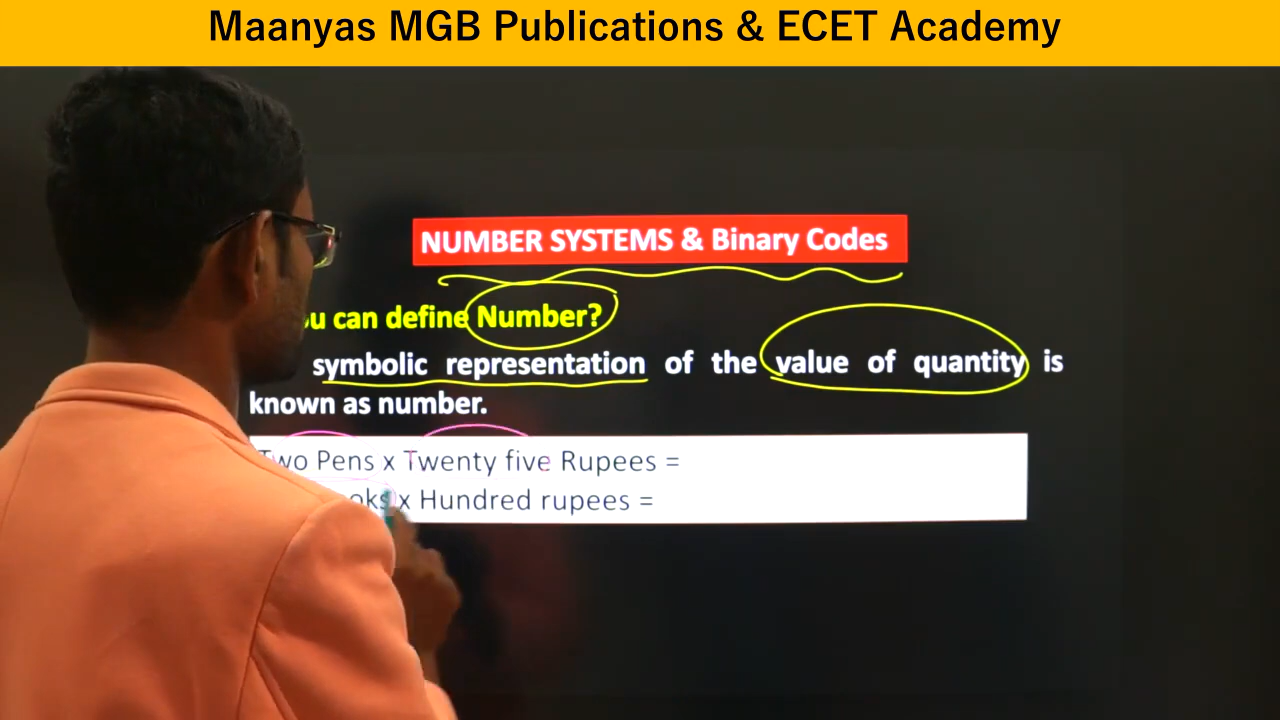 Maanyas MGB Publications & ECET Academy
NUMBER SYSTEMS & Binary Codes
can define Number?
symbolic representation of the value of quantity is
known as number.
Two Pens x Twenty five Rupees =
x Hundred rupees =